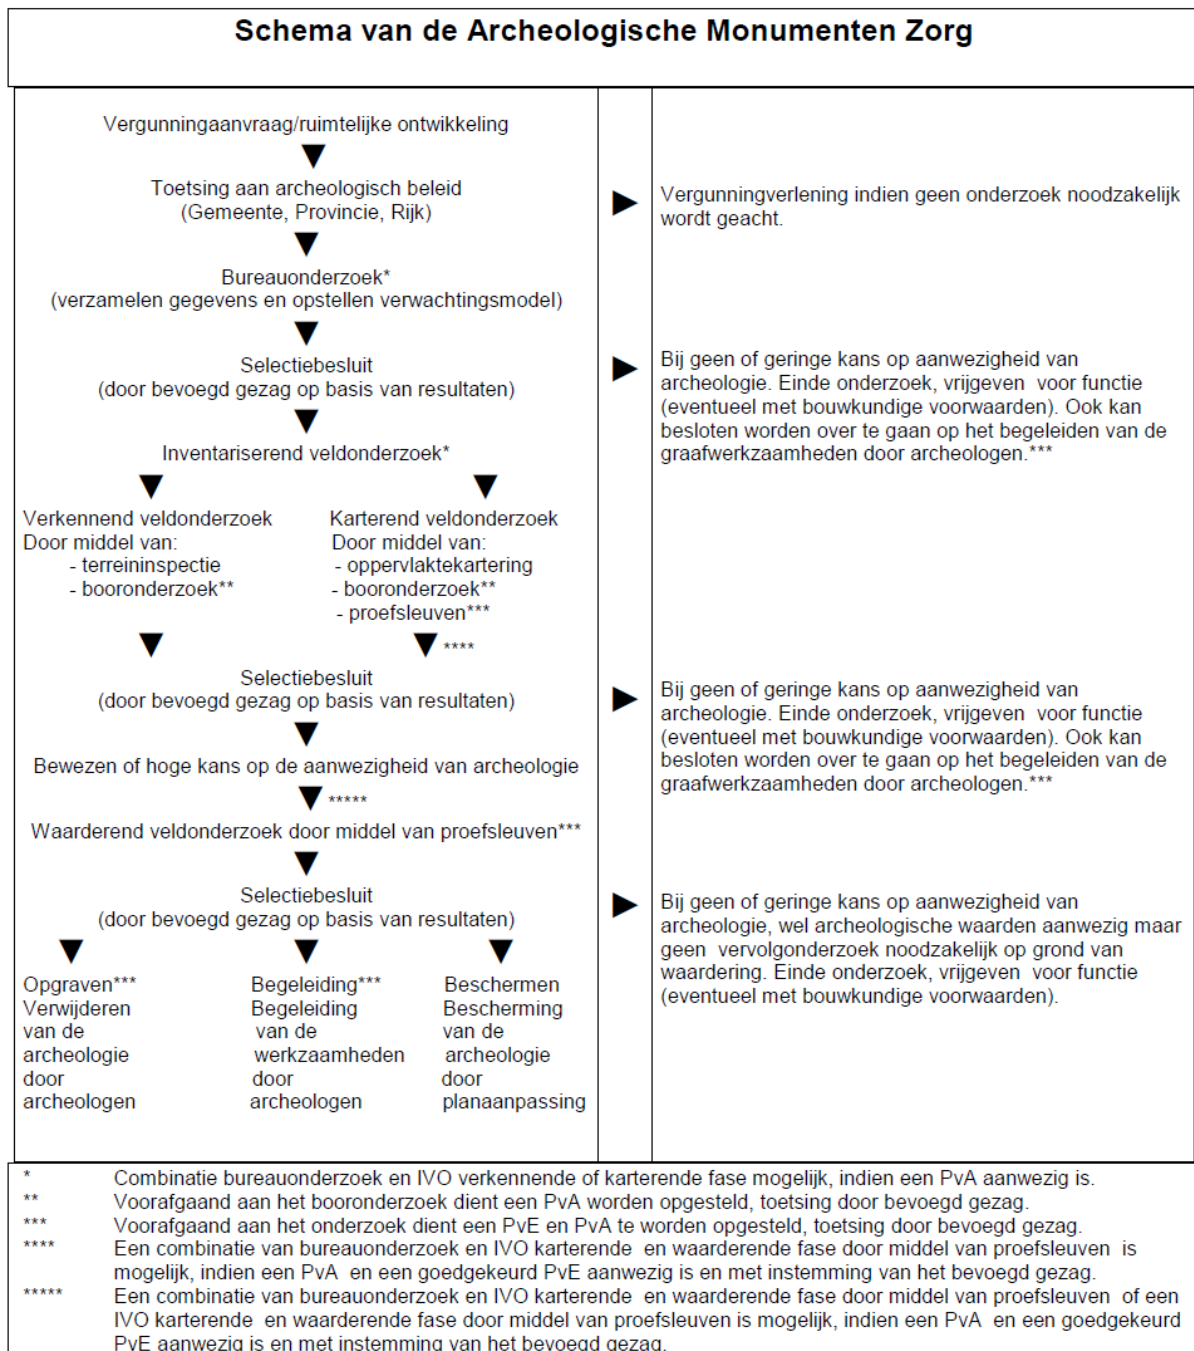 Schema van de Archeologische Monumenten Zorg
Vergunningaanvraag/ruimtelijke ontwikkeling
Toetsing aan archeologisch beleid
(Gemeente, Provincie, Rijk)
Vergunningverlening indien geen onderzoek noodzakelijk
wordt geacht.
Bureauonderzoek*
(verzamelen gegevens en opstellen verwachtingsmodel)
Selectiebesluit
(door bevoegd gezag op basis van resultaten)
Bij geen of geringe kans op aanwezigheid van
archeologie. Einde onderzoek, vrijgeven voor functie
(eventueel met bouwkundige voorwaarden). Ook kan
besloten worden over te gaan op het begeleiden van de
graafwerkzaamheden door archeologen.***
Inventariserend veldonderzoek*
Verkennend veldonderzoek
Door middel van:
- terreininspectie
- booronderzoek**
Karterend veldonderzoek
Door middel van:
- oppervlaktekartering
- booronderzoek**
- proefsleuven***
****
Selectiebesluit
(door bevoegd gezag op basis van resultaten)
Bij geen of geringe kans op aanwezigheid van
archeologie. Einde onderzoek, vrijgeven voor functie
(eventueel met bouwkundige voorwaarden). Ook kan
besloten worden over te gaan op het begeleiden van de
graafwerkzaamheden door archeologen.***
Bewezen of hoge kans op de aanwezigheid van archeologie
*****
Waarderend veldonderzoek door middel van proefsleuven***
Selectiebesluit
(door bevoegd gezag op basis van resultaten)
Bij geen of geringe kans op aanwezigheid van
archeologie, wel archeologische waarden aanwezig maar
geen vervolgonderzoek noodzakelijk op grond van
waardering. Einde onderzoek, vrijgeven voor functie
(eventueel met bouwkundige voorwaarden).
Opgraven***
Verwijderen
van de
archeologie
door
archeologen
Begeleiding***
Begeleiding
van de
werkzaamheden
door
archeologen
Beschermen
Bescherming
van de
archeologie
door
planaanpassing
* Combinatie bureauonderzoek en IVO verkennende of karterende fase mogelijk, indien een PvA aanwezig is.
** Voorafgaand aan het booronderzoek dient een PvA worden opgesteld, toetsing door bevoegd gezag.
*** Voorafgaand aan het onderzoek dient een PvE en PvA te worden opgesteld, toetsing door bevoegd gezag.
**** Een combinatie van bureauonderzoek en IVO karterende en waarderende fase door middel van proefsleuven is
mogelijk, indien een PvA en een goedgekeurd PvE aanwezig is en met instemming van het bevoegd gezag.
***** Een combinatie van bureauonderzoek en IVO karterende en waarderende fase door middel van proefsleuven of een
IVO karterende en waarderende fase door middel van proefsleuven is mogelijk, indien een PvA en een goedgekeurd
PvE aanwezig is en met instemming van het bevoegd gezag.